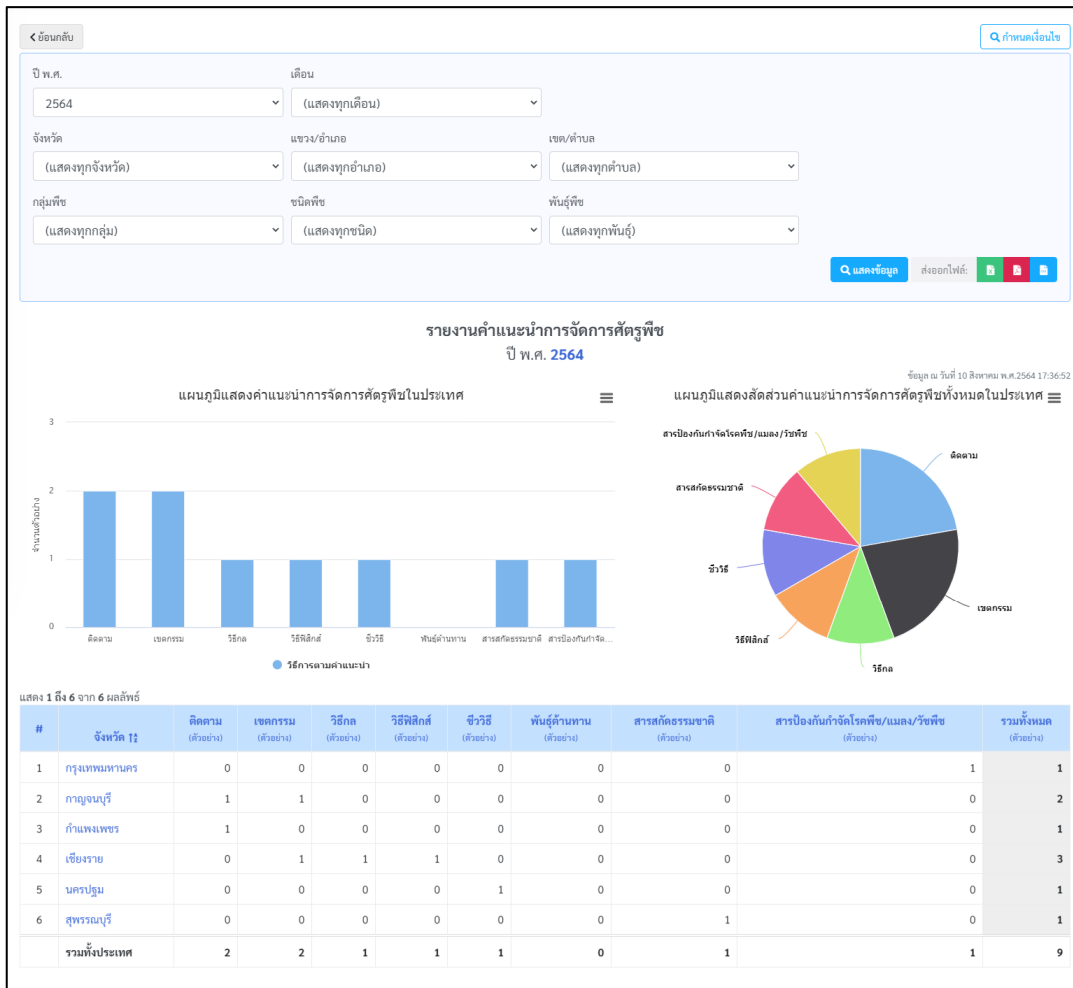 ย้อนกลับ
กำหนดเงื่อนไข
ปี พ.ศ. เดือน
2564 (แสดงทุกเดือน)
จังหวัด แขวง/อำเภอ เขต/ตำบล
(แสดงทุกจังหวัด) (แสดงทุกอำเภอ) (แสดงทุกตำบล)
กลุ่มพืช ชนิดพืช พันธุ์พืช
(แสดงทุกกลุ่ม) (แสดงทุกชนิด) (แสดงทุกพันธุ์)
แสดงข้อมูล ส่งออกไฟล์:
รายงานคำแนะนำการจัดการศัตรูพืช
ปี พ.ศ. 2564
ข้อมูล ณ วันที่ 10 สิงหาคม พ.ศ.2564 17:36:52
แผนภูมิแสดงคำแนะนำการจัดการศัตรูพืชในประเทศ
3
2
1
0
จำนวนตัวอย่าง
ติดตาม เขตกรรม วิธีกล วิธีฟิสิกส์ ชีววิธี พันธุ์ต้านทาน สารสกัดธรรมชาติ สารป้องกันกำจัด...
วิธีการตามคำแนะนำ
แผนภูมิแสดงสัดส่วนคำแนะนำการจัดการศัตรูพืชทั้งหมดในประเทศ
สารป้องกันกำจัดโรคพืช/แมลง/วัชพืช
ติดตาม
สารสกัดธรรมชาติ
ชีววิธี
เขตกรรม
วิธีฟิสิกส์
วิธีกล
แสดง 1 ถึง 6 จาก 6 ผลลัพธ์
# จังหวัด ติดตาม เขตกรรม วิธีกล วิธีฟิสิกส์ ชีววิธี พันธุ์ต้านทาน สารสกัดธรรมชาติ สารป้องกันกำจัดโรคพืช/แมลง/วัชพืช รวมทั้งหมด
(ตัวอย่าง) (ตัวอย่าง) (ตัวอย่าง) (ตัวอย่าง) (ตัวอย่าง) (ตัวอย่าง) (ตัวอย่าง) (ตัวอย่าง) (ตัวอย่าง)
1 กรุงเทพมหานคร 0 0 0 0 0 0 0 1 1
2 กาญจนบุรี 1 1 0 0 0 0 0 0 2
3 กำแพงเพชร 1 0 0 0 0 0 0 0 1
4 เชียงราย 0 1 1 1 0 0 0 0 3
5 นครปฐม 0 0 0 0 1 0 0 0 1
6 สุพรรณบุรี 0 0 0 0 0 0 1 0 1
รวมทั้งประเทศ 2 2 1 1 1 0 1 1 9